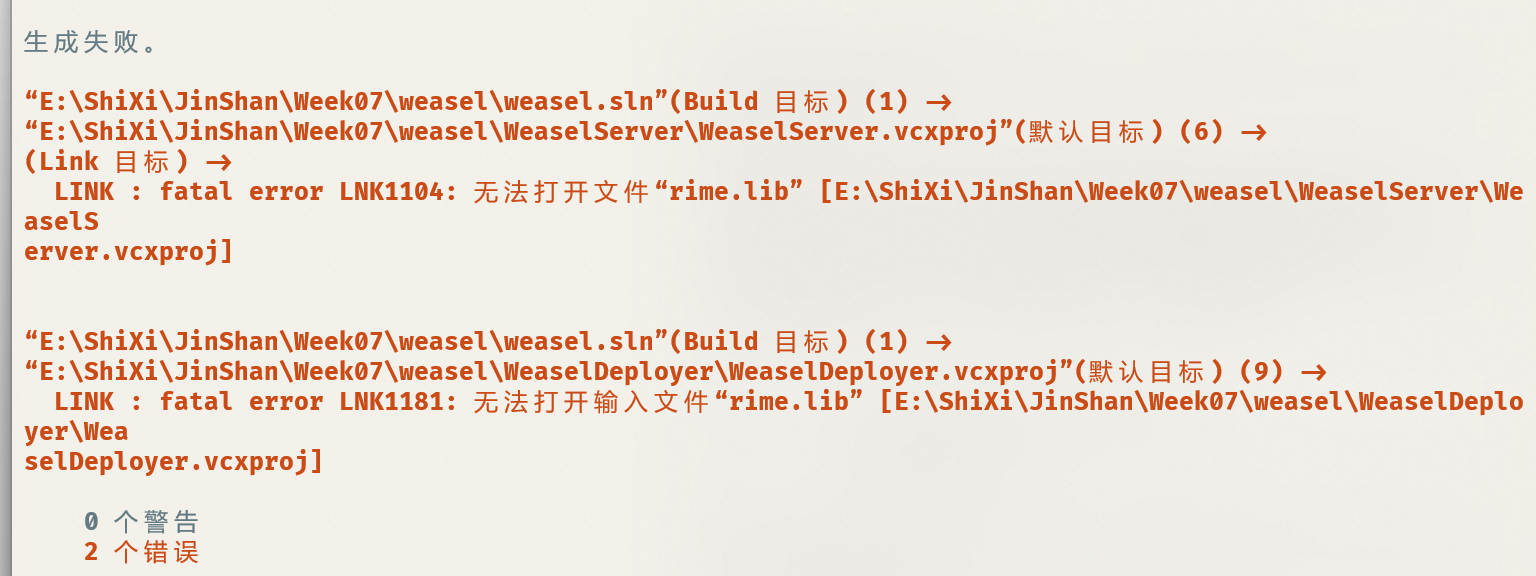 生成失败。
“E:\ShiXi\JinShan\Week07\weasel\weasel.sln”(Build 目标) (1) ->
“E:\ShiXi\JinShan\Week07\weasel\WeaselServer\WeaselServer.vcxproj”(默认目标) (6) ->
(Link 目标) ->
  LINK : fatal error LNK1104: 无法打开文件“rime.lib” [E:\ShiXi\JinShan\Week07\weasel\WeaselServer\We
aselS
erver.vcxproj]
“E:\ShiXi\JinShan\Week07\weasel\weasel.sln”(Build 目标) (1) ->
“E:\ShiXi\JinShan\Week07\weasel\WeaselDeployer\WeaselDeployer.vcxproj”(默认目标) (9) ->
  LINK : fatal error LNK1181: 无法打开输入文件“rime.lib” [E:\ShiXi\JinShan\Week07\weasel\WeaselDeplo
yer\Wea
selDeployer.vcxproj]
    0 个警告
    2 个错误